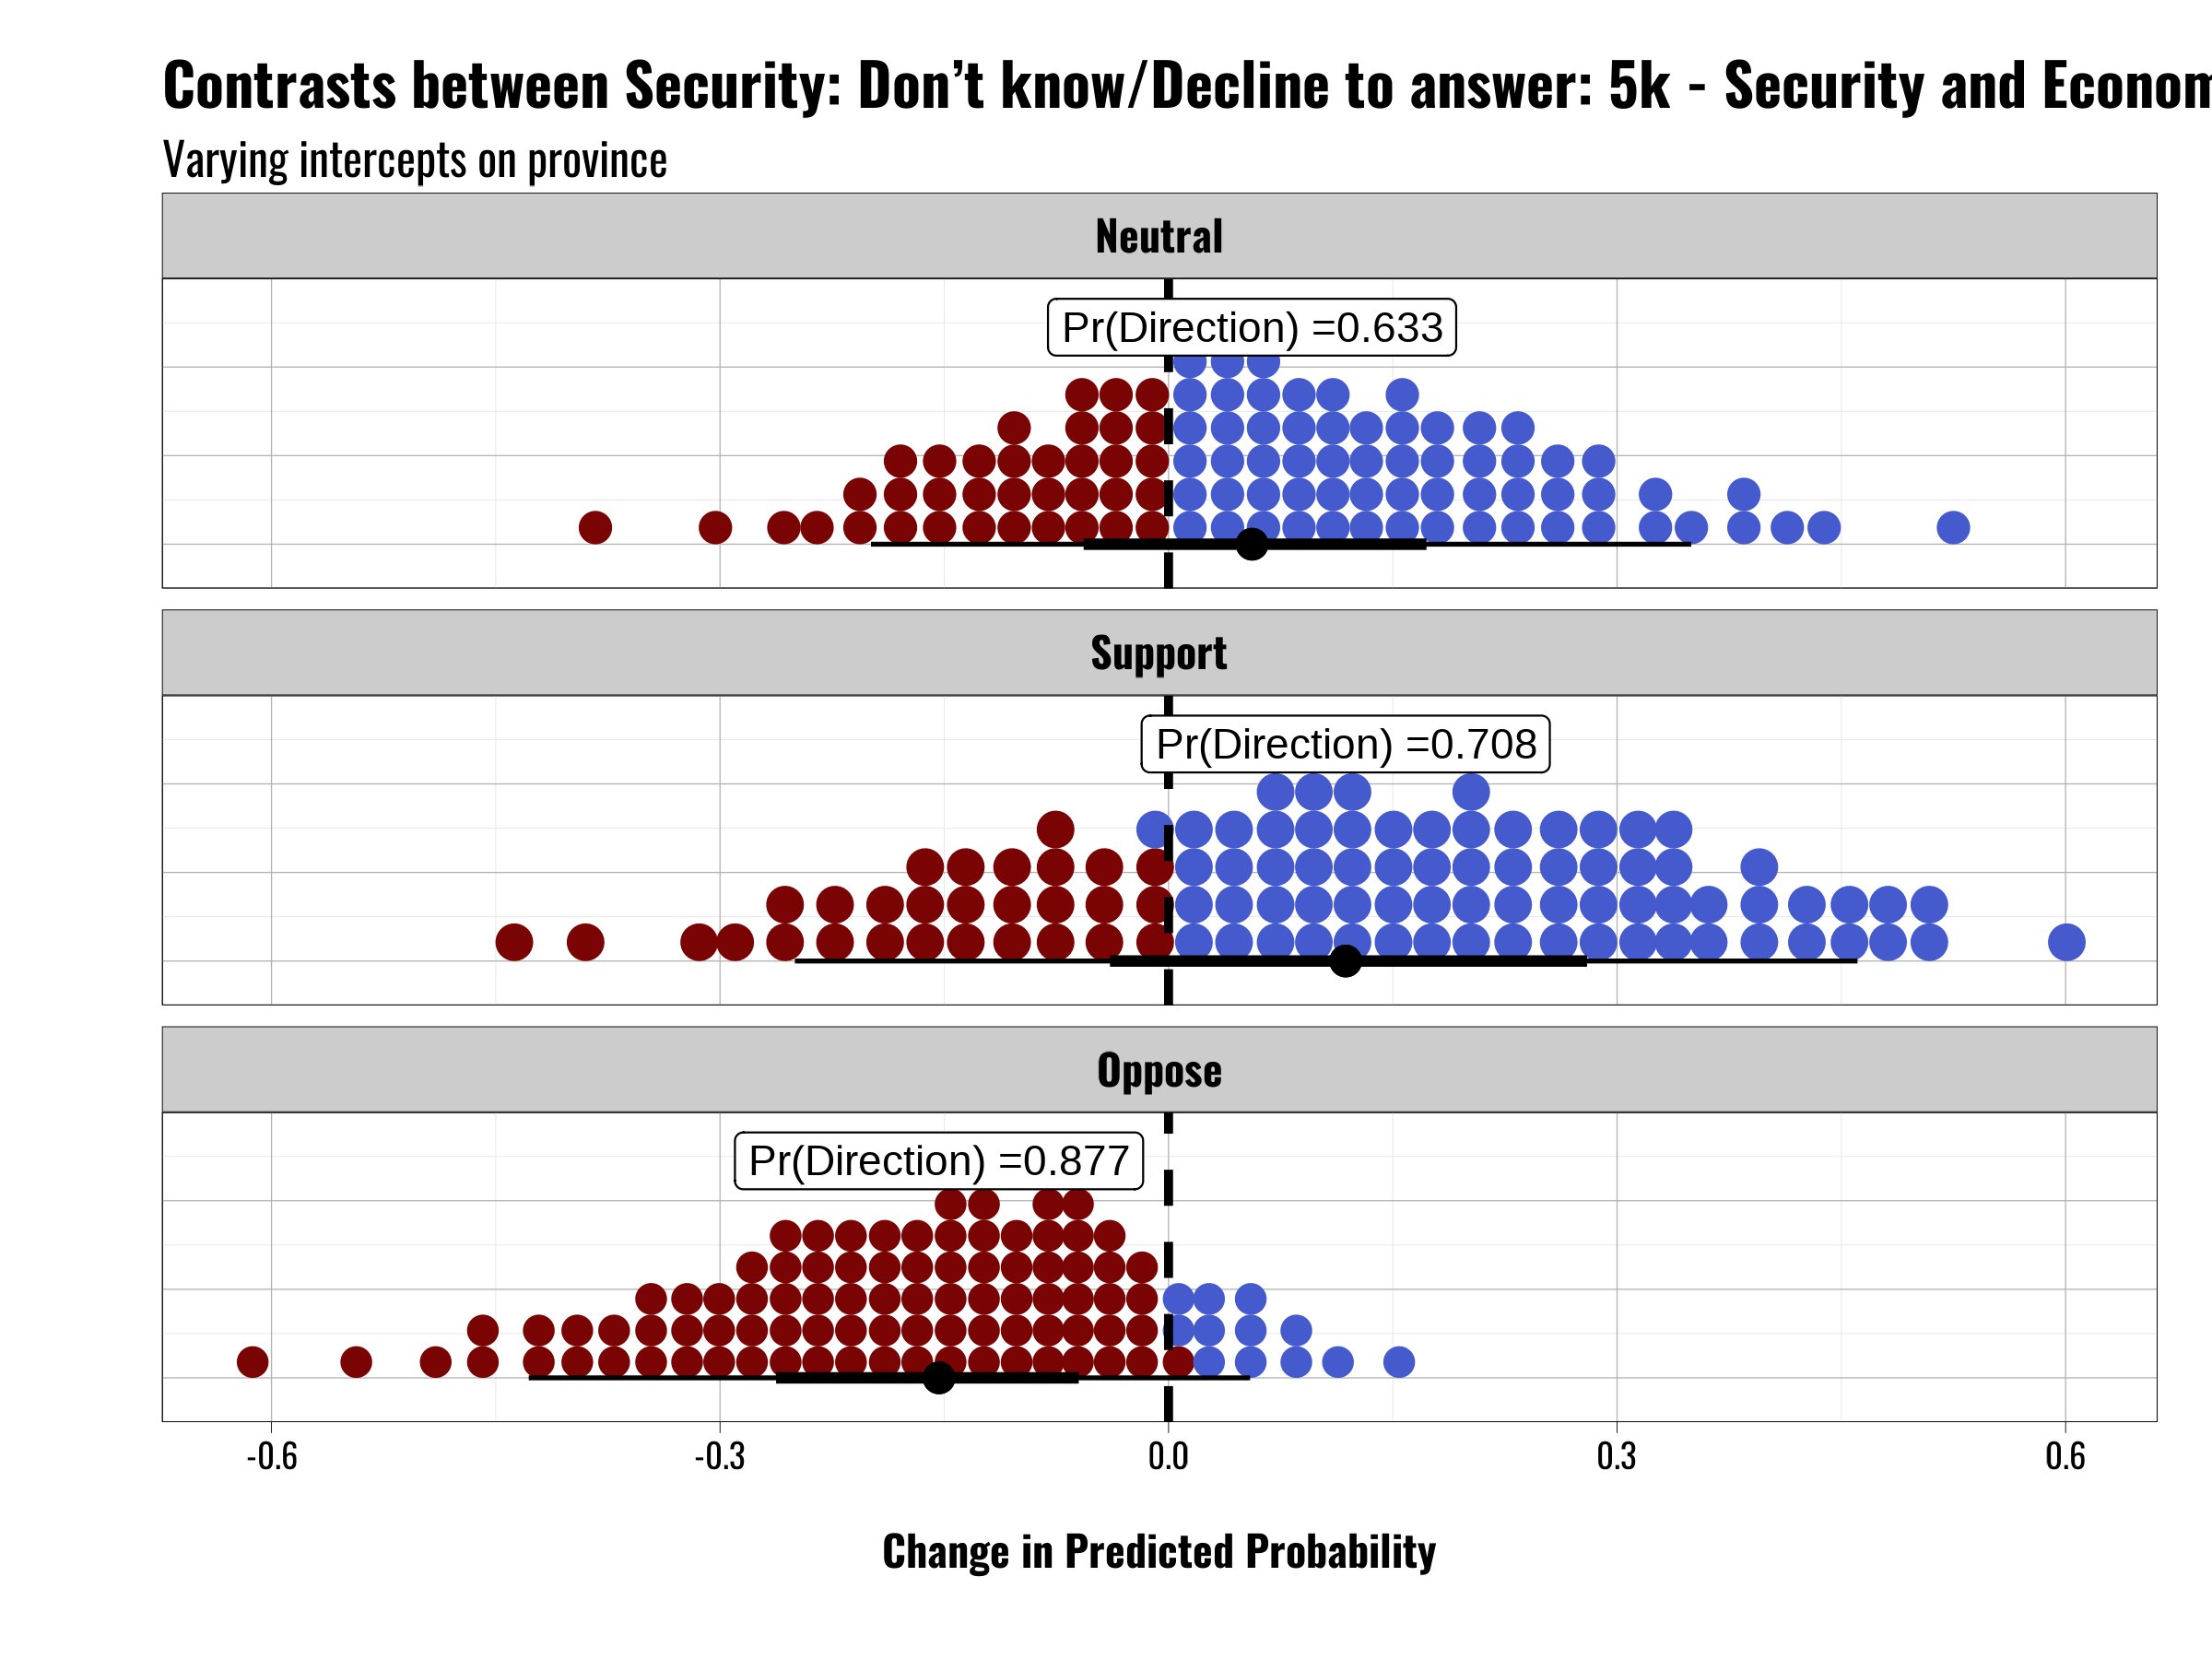 Contrasts between Security: Don’t know/Decline to answer: 5k - Security and Econom
Varying intercepts on province
Neutral
Pr(Direction) =0.633
Support
Pr(Direction) =0.708
Oppose
Pr(Direction) =0.877
-0.6 -0.3 0.0 0.3 0.6
Change in Predicted Probability